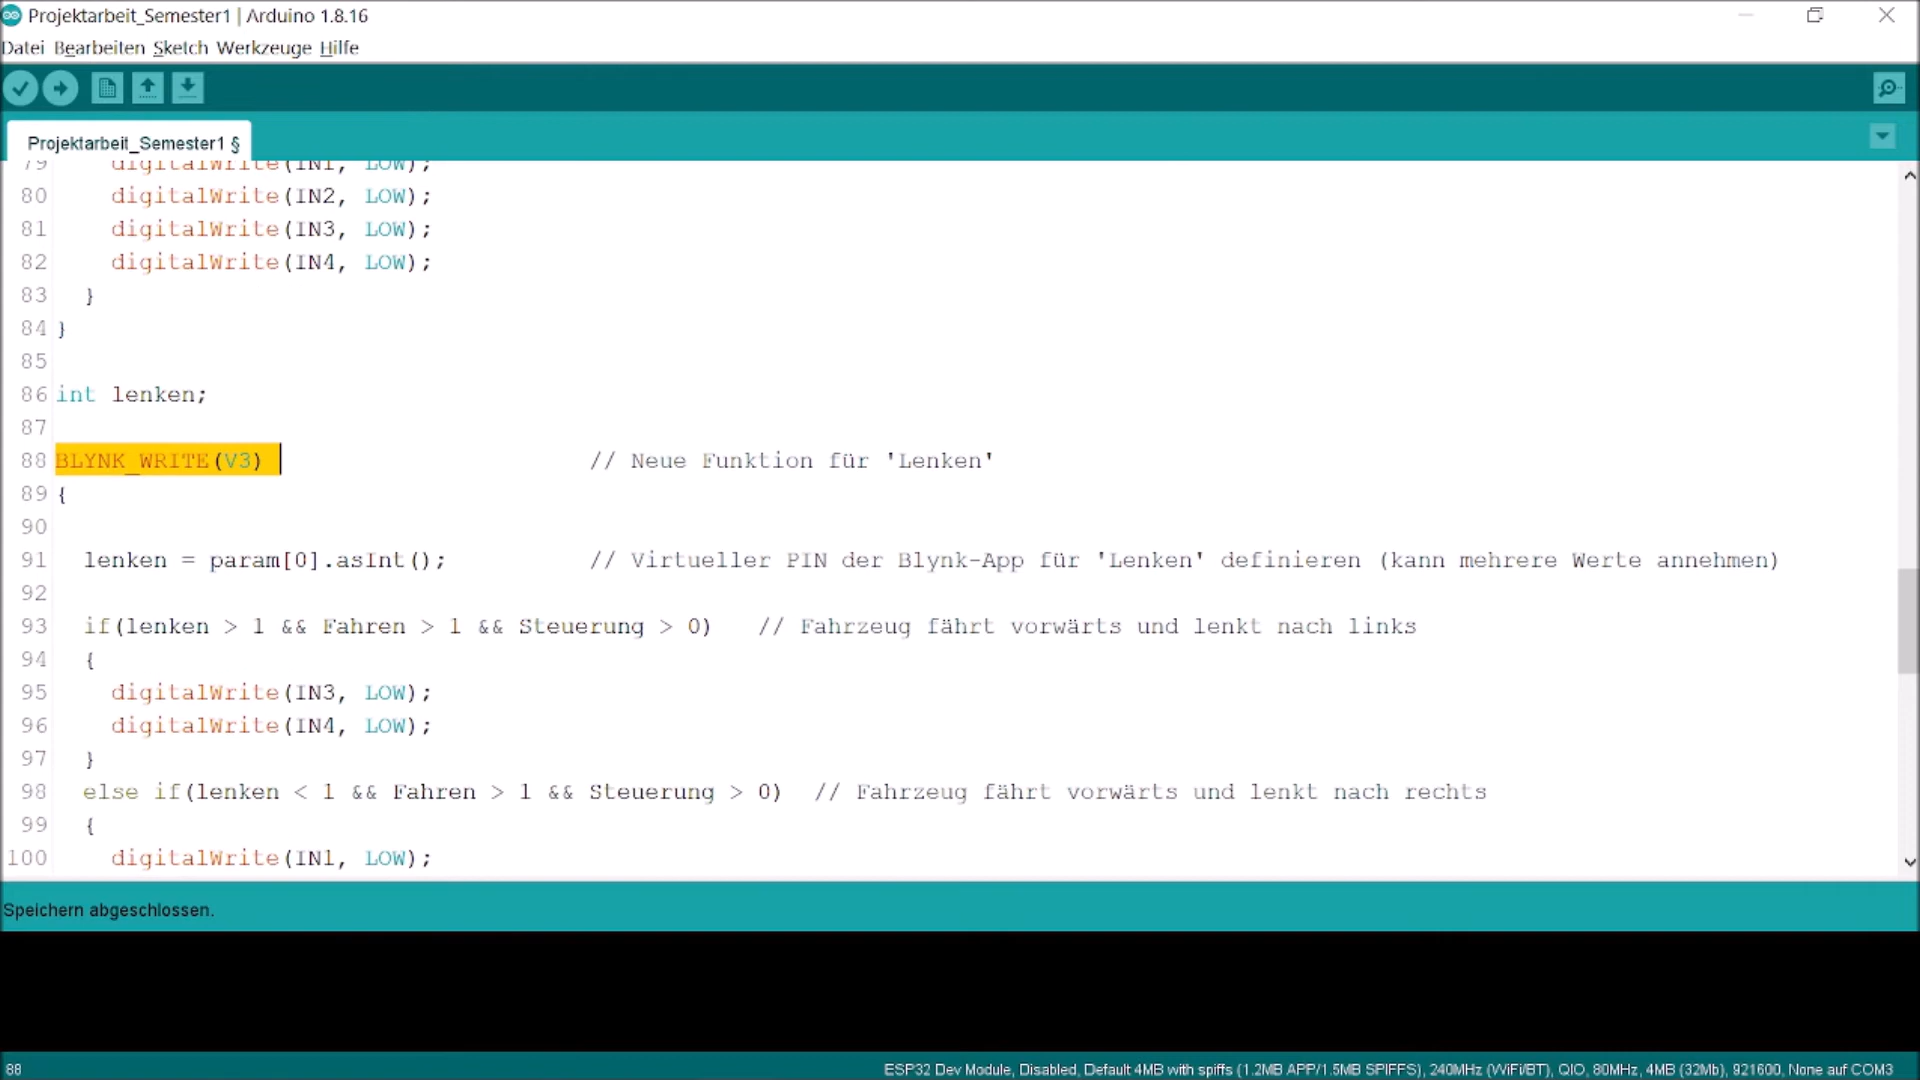 Projektarbeit_Semester1 | Arduino 1.8.16
Datei Bearbeiten Sketch Werkzeuge Hilfe
Projektarbeit_Semester1 §
79 digitalWrite(IN1, LOW);
80 digitalWrite(IN2, LOW);
81 digitalWrite(IN3, LOW);
82 digitalWrite(IN4, LOW);
83 }
84 }
85
86 int lenken;
87
88 BLYNK_WRITE(V3) // Neue Funktion für 'Lenken'
89 {
90
91 lenken = param[0].asInt(); // Virtueller PIN der Blynk-App für 'Lenken' definieren (kann mehrere Werte annehmen)
92
93 if(lenken > 1 && Fahren > 1 && Steuerung > 0) // Fahrzeug fährt vorwärts und lenkt nach links
94 {
95 digitalWrite(IN3, LOW);
96 digitalWrite(IN4, LOW);
97 }
98 else if(lenken < 1 && Fahren > 1 && Steuerung > 0) // Fahrzeug fährt vorwärts und lenkt nach rechts
99 {
100 digitalWrite(IN1, LOW);
Speichern abgeschlossen.
88 ESP32 Dev Module, Disabled, Default 4MB with spiffs (1.2MB APP/1.5MB SPIFFS), 240MHz (WiFi/BT), QIO, 80MHz, 4MB (32Mb), 921600, None auf COM3